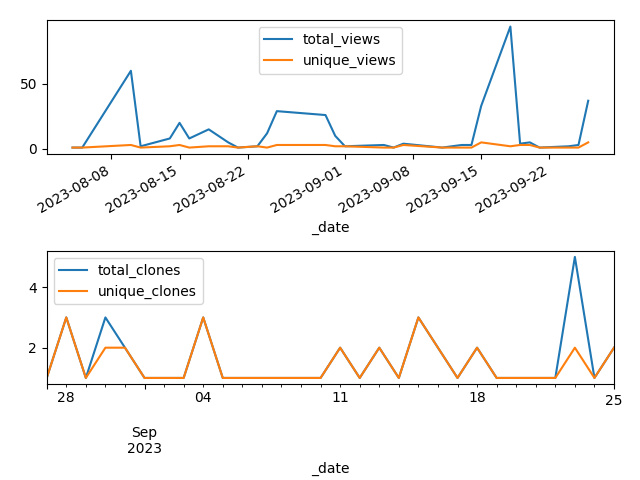 total_views
unique_views
50
0
2023-08-08
2023-08-15
2023-08-22
2023-09-01
2023-09-08
2023-09-15
2023-09-22
_date
total_clones
unique_clones
4
2
28 04 11 18 25
Sep
2023
_date